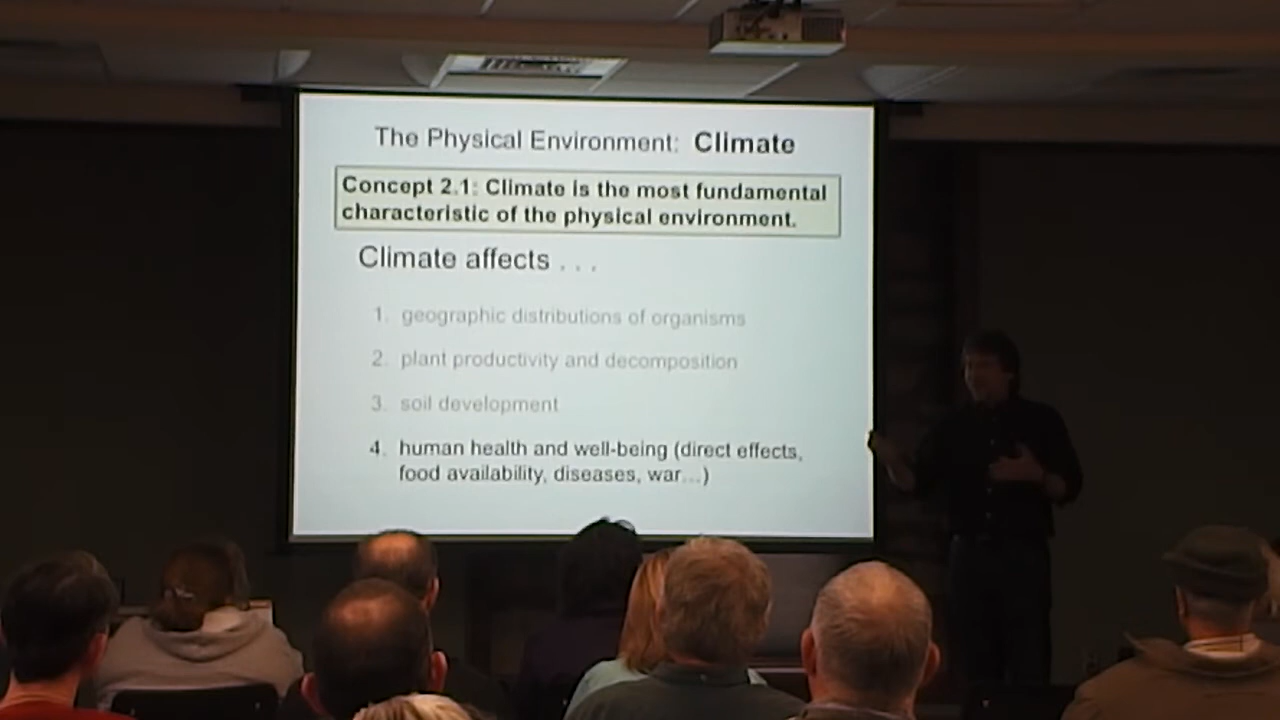 The Physical Environment: Climate
Concept 2.1: Climate is the most fundamental
characteristic of the physical environment.
Climate affects . . .
1. geographic distributions of organisms
2. plant productivity and decomposition
3. soil development
4. human health and well-being (direct effects,
food availability, diseases, war…)